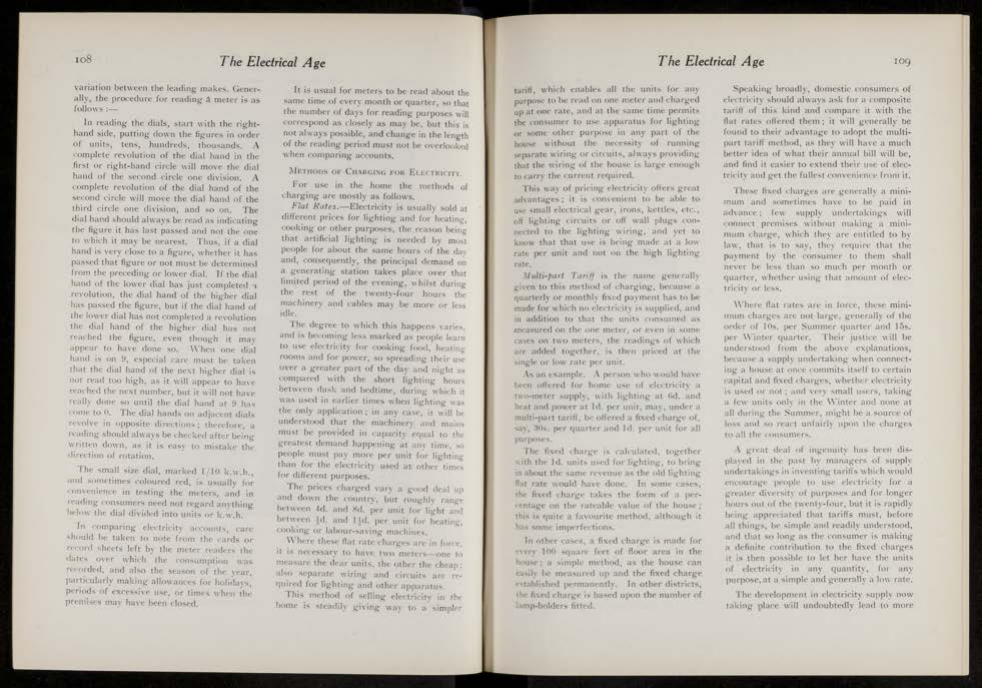 108
The Electrical Age
variation between the leading makes. Gener-
ally, the procedure for reading a meter is as
follows :—
In reading the dials, start with the right-
hand side, putting down the figures in order
of units, tens, hundreds, thousands. A
complete revolution of the dial hand in the
first or right-hand circle will move the dial
hand of the second circle one division. A
complete revolution of the dial hand of the
second circle will move the dial hand of the
third circle one division, and so on. The
dial hand should always be read as indicating
the figure it has last passed and not the one
to which it may be nearest. Thus, if a dial
hand is very close to a figure, whether it has
passed that figure or not must be determined
from the preceding or lower dial. If the dial
hand of the lower dial has just completed a
revolution, the dial hand of the higher dial
has passed the figure, but if the dial hand of
the lower dial has not completed a revolution
the dial hand of the higher dial has not
reached the figure, even though it may
appear to have done so. When one dial
hand is on 9, especial care must be taken
that the dial hand of the next higher dial is
not read too high, as it will appear to have
reached the next number, but it will not have
really done so until the dial hand at 9 has
come to 0. The dial hands on adjacent dials
revolve in opposite directions; therefore, a
reading should always be checked after being
written down, as it is easy to mistake the
direction of rotation.
The small size dial, marked 1/10 k.w.h.,
and sometimes coloured red, is usually for
convenience in testing the meters, and in
reading consumers need not regard anything
below the dial divided into units or k.w.h.
In comparing electricity accounts, care
should be taken to note from the cards or
record sheets left by the meter readers the
dates over which the consumption was
recorded, and also the season of the year,
particularly making allowances for holidays,
periods of excessive use, or times when the
premises may have been closed.
It is usual for meters to be read about the
same time of every month or quarter, so that
the number of days for reading purposes will
correspond as closely as may be, but this is
not always possible, and change in the length
of the reading period must not be overlooked
when comparing accounts.
METHODS OF CHARGING FOR ELECTRICITY.
For use in the home the methods of
charging are mostly as follows.
Flat Rates.—Electricity is usually sold at
different prices for lighting and for heating,
cooking or other purposes, the reason being
that artificial lighting is needed by most
people for about the same hours of the day
and, consequently, the principal demand on
a generating station takes place over that
limited period of the evening, whilst during
the rest of the twenty-four hours the
machinery and cables may be more or less
idle.
The degree to which this happens varies,
and is becoming less marked as people learn
to use electricity for cooking food, heating
rooms and for power, so spreading their use
over a greater part of the day and night as
compared with the short lighting hours
between dusk and bedtime, during which it
was used in earlier times when lighting was
the only application; in any case, it will be
understood that the machinery and mains
must be provided in capacity equal to the
greatest demand happening at any time, so
people must pay more per unit for lighting
than for the electricity used at other times
for different purposes.
The prices charged vary a good deal up
and down the country, but roughly range
between 4d. and 8d. per unit for light and
between ½d. and 1½d. per unit for heating,
cooking or labour-saving machines.
Where these flat rate charges are in force,
it is necessary to have two meters—one to
measure the dear units, the other the cheap;
also separate wiring and circuits are re-
quired for lighting and other apparatus.
This method of selling electricity in the
home is steadily giving way to a simpler
The Electrical Age
109
tariff, which enables all the units for any
purpose to be read on one meter and charged
up at one rate, and at the same time permits
the consumer to use apparatus for lighting
or some other purpose in any part of the
house without the necessity of running
separate wiring or circuits, always providing
that the wiring of the house is large enough
to carry the current required.
This way of pricing electricity offers great
advantages; it is convenient to be able to
use small electrical gear, irons, kettles, etc.,
off lighting circuits or off wall plugs con-
nected to the lighting wiring, and yet to
know that that use is being made at a low
rate per unit and not on the high lighting
rate.
Multi-part Tariff is the name generally
given to this method of charging, because a
quarterly or monthly fixed payment has to be
made for which no electricity is supplied, and
in addition to that the units consumed as
measured on the one meter, or even in some
cases on two meters, the readings of which
are added together, is then priced at the
single or low rate per unit.
As an example. A person who would have
been offered for home use of electricity a
two-meter supply, with lighting at 6d. and
heat and power at 1d. per unit, may, under a
multi-part tariff, be offered a fixed charge of,
say, 30s. per quarter and 1d. per unit for all
purposes.
The fixed charge is calculated, together
with the 1d. units used for lighting, to bring
in about the same revenue as the old lighting
flat rate would have done. In some cases,
the fixed charge takes the form of a per-
centage on the rateable value of the house;
this is quite a favourite method, although it
has some imperfections.
In other cases, a fixed charge is made for
every 100 square feet of floor area in the
house; a simple method, as the house can
easily be measured up and the fixed charge
established permanently. In other districts,
the fixed charge is based upon the number of
lamp-holders fitted.
Speaking broadly, domestic consumers of
electricity should always ask for a composite
tariff of this kind and compare it with the
flat rates offered them; it will generally be
found to their advantage to adopt the multi-
part tariff method, as they will have a much
better idea of what their annual bill will be,
and find it easier to extend their use of elec-
tricity and get the fullest convenience from it.
These fixed charges are generally a mini-
mum and sometimes have to be paid in
advance; few supply undertakings will
connect premises without making a mini-
mum charge, which they are entitled to by
law, that is to say, they require that the
payment by the consumer to them shall
never be less than so much per month or
quarter, whether using that amount of elec-
tricity or less.
Where flat rates are in force, these mini-
mum charges are not large, generally of the
order of 10s. per Summer quarter and 15s.
per Winter quarter. Their justice will be
understood from the above explanations,
because a supply undertaking when connect-
ing a house at once commits itself to certain
capital and fixed charges, whether electricity
is used or not; and very small users, taking
a few units only in the Winter and none at
all during the Summer, might be a source of
loss and so react unfairly upon the charges
to all the consumers.
A great deal of ingenuity has been dis-
played in the past by managers of supply
undertakings in inventing tariffs which would
encourage people to use electricity for a
greater diversity of purposes and for longer
hours out of the twenty-four, but it is rapidly
being appreciated that tariffs must, before
all things, be simple and readily understood,
and that so long as the consumer is making
a definite contribution to the fixed charges
it is then possible to let her have the units
of electricity in any quantity, for any
purpose, at a simple and generally a low rate.
The development in electricity supply now
taking place will undoubtedly lead to more